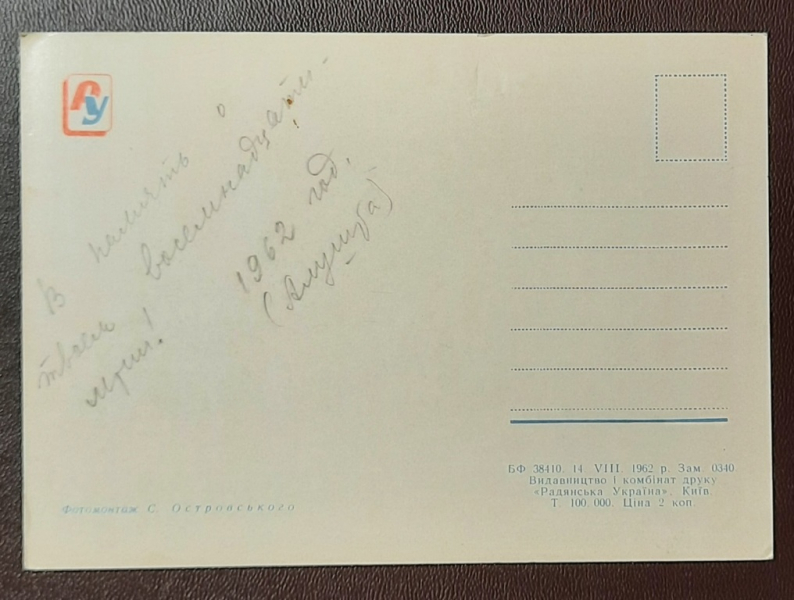 РУ
В память о
твоем восемнадцати-
летии!
1962 год.
(Алушта)
Фотомонтаж С. Островського
БФ 38410. 14. VIII. 1962 р. Зам. 0340
Видавництво і комбінат друку
«Радянська Україна». Київ.
Т. 100.000. Ціна 2 коп.